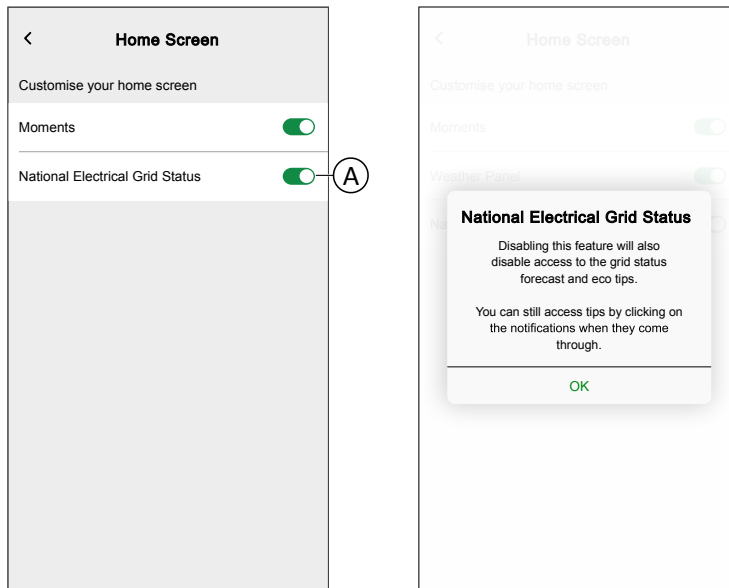 Home Screen
Customise your home screen
Moments
National Electrical Grid Status
A
Home Screen
Customise your home screen
Moments
Weather Panel
Na
National Electrical Grid Status
Disabling this feature will also
disable access to the grid status
forecast and eco tips.
You can still access tips by clicking on
the notifications when they come
through.
OK